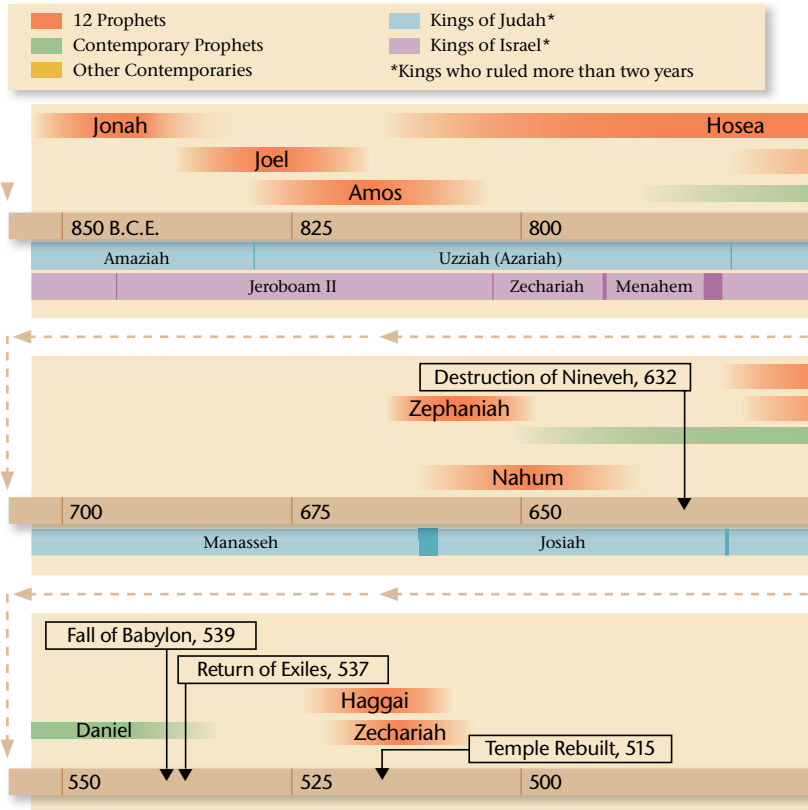 12 Prophets
Contemporary Prophets
Other Contemporaries
Kings of Judah*
Kings of Israel*
*Kings who ruled more than two years
Jonah
Hosea
Joel
Amos
850 B.C.E.
825
800
Amaziah
Uzziah (Azariah)
Jeroboam II
Zechariah
Menahem
Destruction of Nineveh, 632
Zephaniah
Nahum
700
675
650
Manasseh
Josiah
Fall of Babylon, 539
Return of Exiles, 537
Haggai
Daniel
Zechariah
Temple Rebuilt, 515
550
525
500